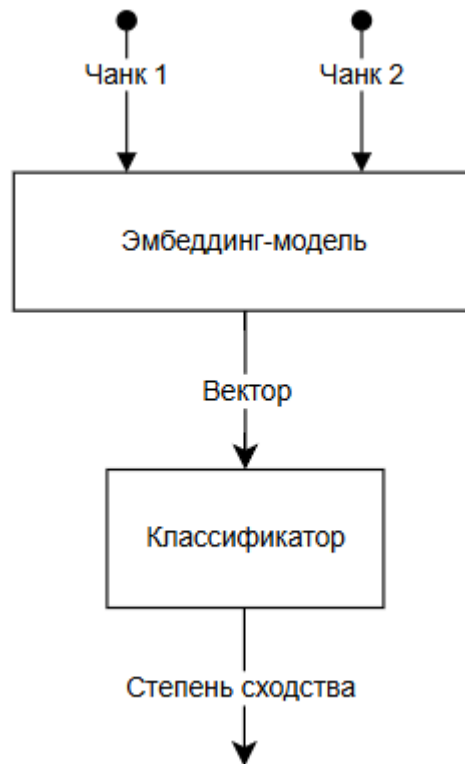 Чанк 1
Чанк 2
Эмбеддинг-модель
Вектор
Классификатор
Степень сходства